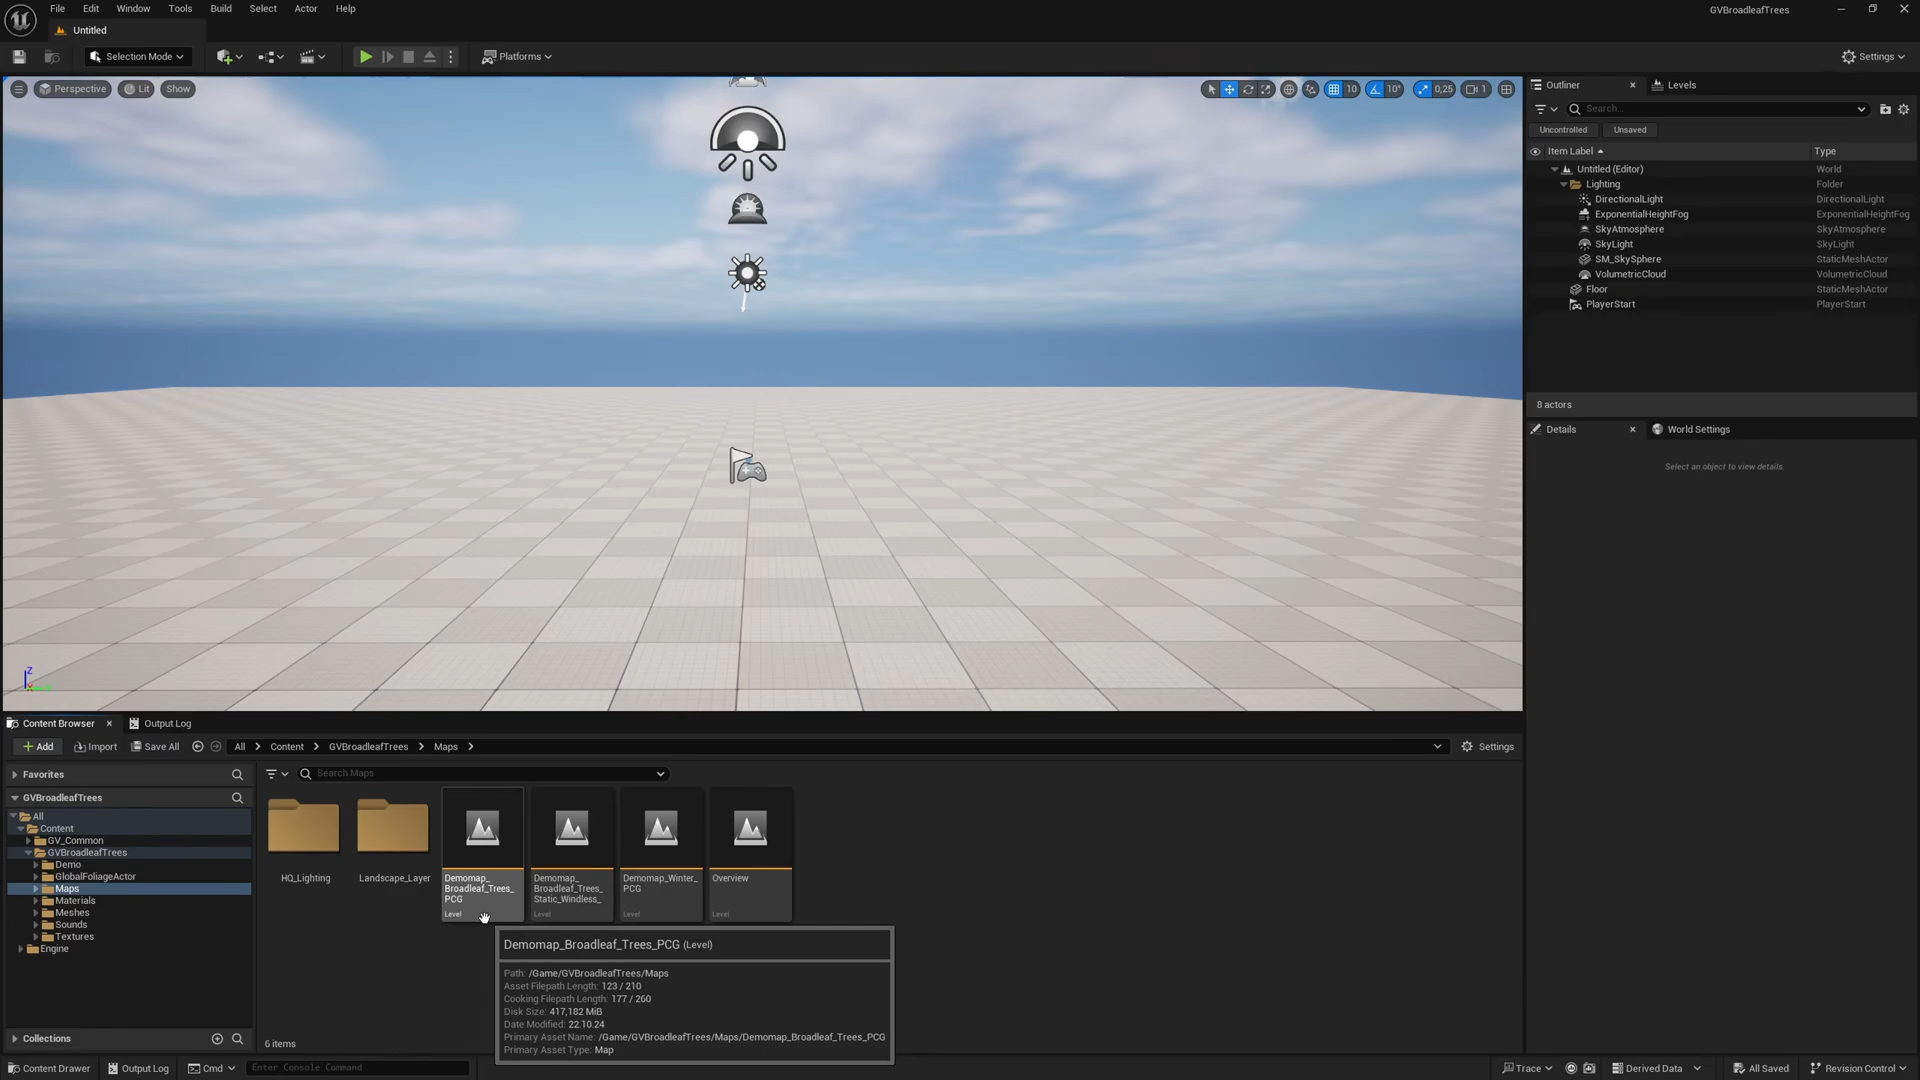 File Edit Window Tools Build Select Actor Help
GVBroadleafTrees
Untitled
Selection Mode
Platforms
Settings
Perspective
Lit
Show
10
10°
0,25
1
Outliner
Levels
Search...
Uncontrolled
Unsaved
Item Label
Type
Untitled (Editor) World
Lighting Folder
DirectionalLight DirectionalLight
ExponentialHeightFog ExponentialHeightFog
SkyAtmosphere SkyAtmosphere
SkyLight SkyLight
SM_SkySphere StaticMeshActor
VolumetricCloud VolumetricCloud
Floor StaticMeshActor
PlayerStart PlayerStart
8 actors
Details
World Settings
Select an object to view details.
Z
Content Browser
Output Log
Add
Import
Save All
All > Content > GVBroadleafTrees > Maps >
Settings
Favorites
GVBroadleafTrees
All
Content
GV_Common
GVBroadleafTrees
Demo
GlobalFoliageActor
Maps
Materials
Meshes
Sounds
Textures
Engine
Collections
Search Maps
HQ_Lighting
Landscape_Layer
Demomap_
Broadleaf_Trees_
PCG
Level
Demomap_
Broadleaf_Trees_
Static_Windless_
Level
Demomap_Winter_
PCG
Level
Overview
Level
6 items
Demomap_Broadleaf_Trees_PCG (Level)
Path: /Game/GVBroadleafTrees/Maps
Asset Filepath Length: 123 / 210
Cooking Filepath Length: 177 / 260
Disk Size: 417,182 MiB
Date Modified: 22.10.24
Primary Asset Name: /Game/GVBroadleafTrees/Maps/Demomap_Broadleaf_Trees_PCG
Primary Asset Type: Map
Content Drawer
Output Log
Cmd
Enter Console Command
Trace
Derived Data
All Saved
Revision Control